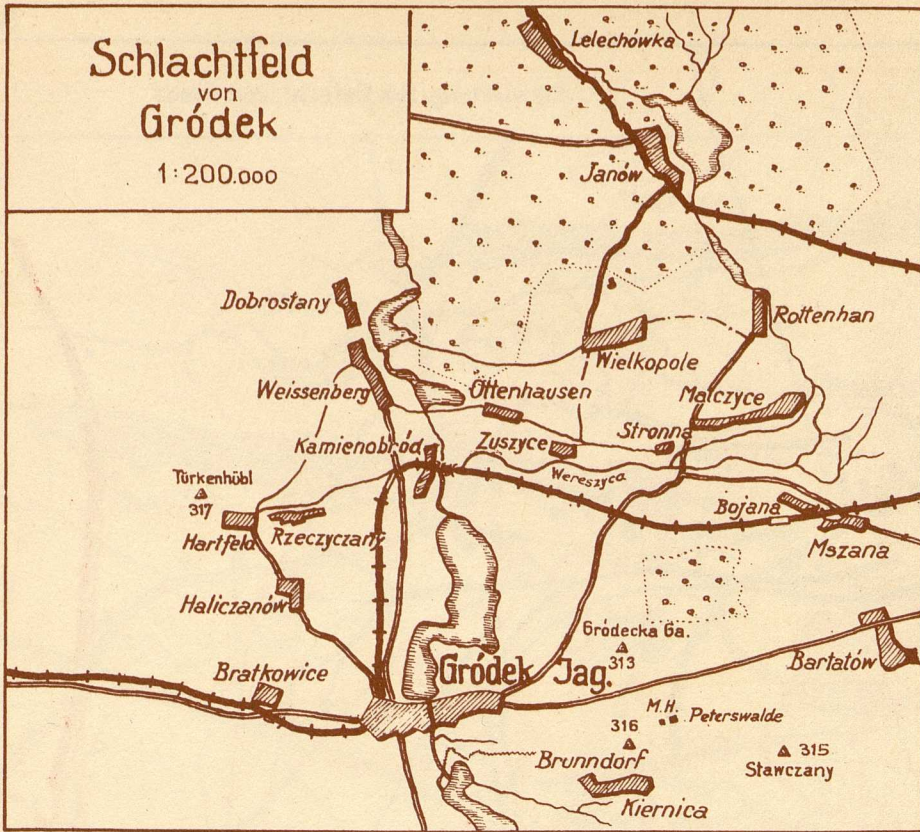 Schlachtfeld
von
Gródek
1:200.000
Lelechówka
Janów
Dobrostany
Rottenhan
Wielkopole
Weissenberg
Ottenhausen
Malczyce
Kamienobród
Zuszyce
Stronna
Türkenhübl
317
Wereszyca
Bojana
Hartfeld
Rzeczyczany
Mszana
Haliczanów
Gródecka Ga.
313
Bartatów
Bratkowice
Gródek Jag.
M.H. Peterswalde
316
315
Stawczany
Brunndorf
Kiernica